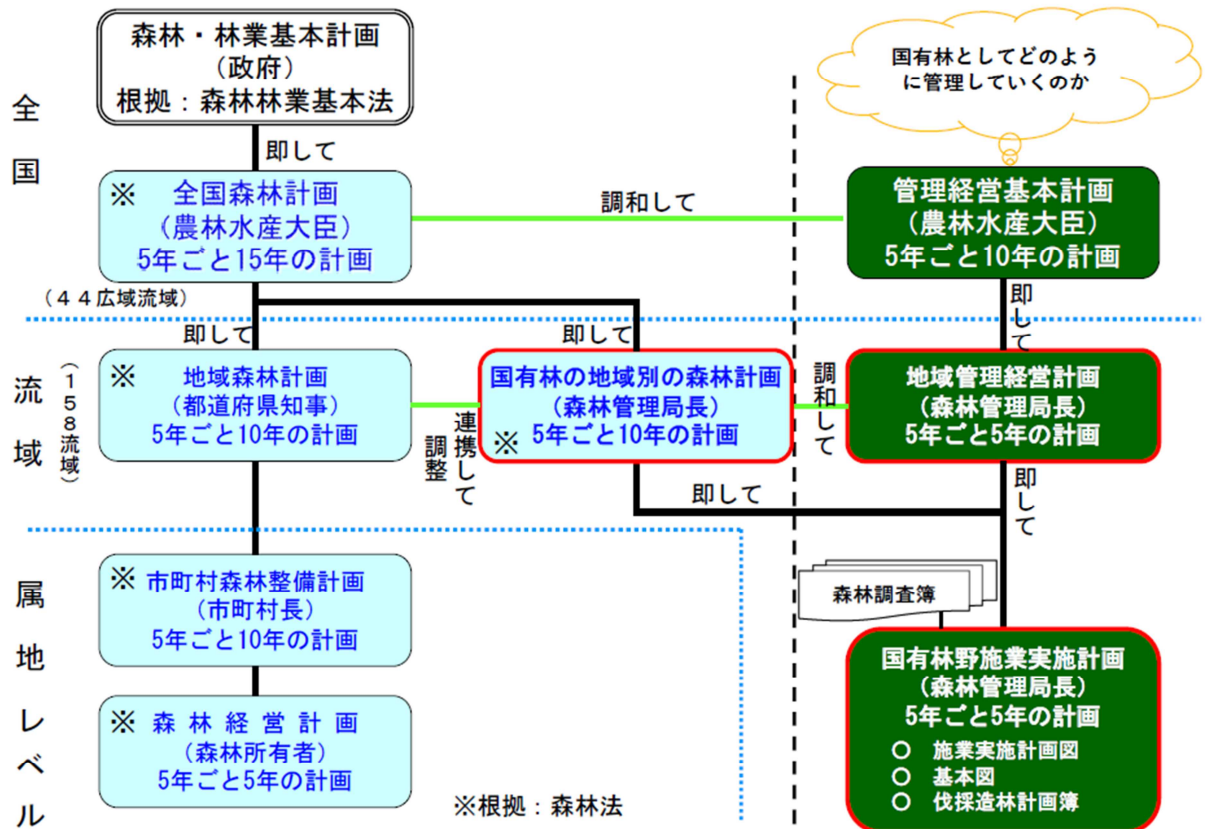 森林・林業基本計画
（政府）
根拠：森林林業基本法
国有林としてどのよう
に管理していくのか
全国
即して
※ 全国森林計画
（農林水産大臣）
5年ごと15年の計画
調和して
管理経営基本計画
（農林水産大臣）
5年ごと10年の計画
（４４広域流域）
即して
即して
即して
流域
（１５８流域）
※ 地域森林計画
（都道府県知事）
5年ごと10年の計画
連携して
調整
国有林の地域別の森林計画
（森林管理局長）
※ 5年ごと10年の計画
調和して
地域管理経営計画
（森林管理局長）
5年ごと5年の計画
即して
即して
属地レベル
※ 市町村森林整備計画
（市町村長）
5年ごと10年の計画
森林調査簿
※ 森林経営計画
（森林所有者）
5年ごと5年の計画
国有林野施業実施計画
（森林管理局長）
5年ごと5年の計画
○ 施業実施計画図
○ 基本図
○ 伐採造林計画簿
※根拠：森林法